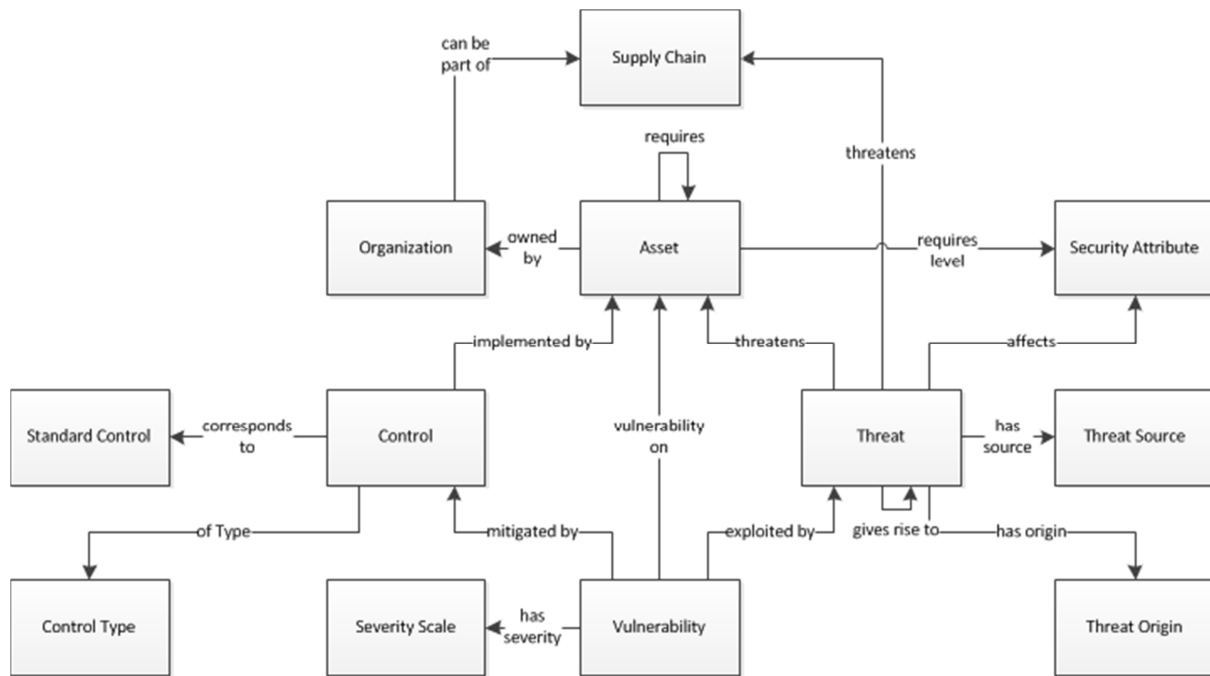 can be
part of
Supply Chain
requires
threatens
Organization
owned
by
Asset
requires
level
Security Attribute
implemented by
threatens
affects
Standard Control
corresponds
to
Control
vulnerability
on
Threat
has
source
Threat Source
of Type
mitigated by
exploited by
gives rise to
has origin
Control Type
Severity Scale
has
severity
Vulnerability
Threat Origin